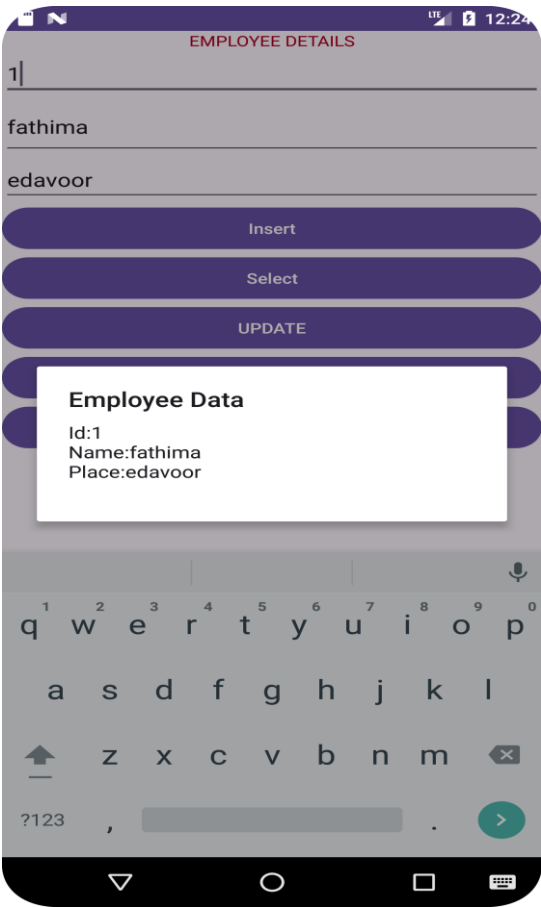 LTE 12:24
EMPLOYEE DETAILS
1
fathima
edavoor
Insert
Select
UPDATE
Employee Data
Id:1
Name:fathima
Place:edavoor
1 2 3 4 5 6 7 8 9 0
q w e r t y u i o p
a s d f g h j k l
z x c v b n m
?123 , .